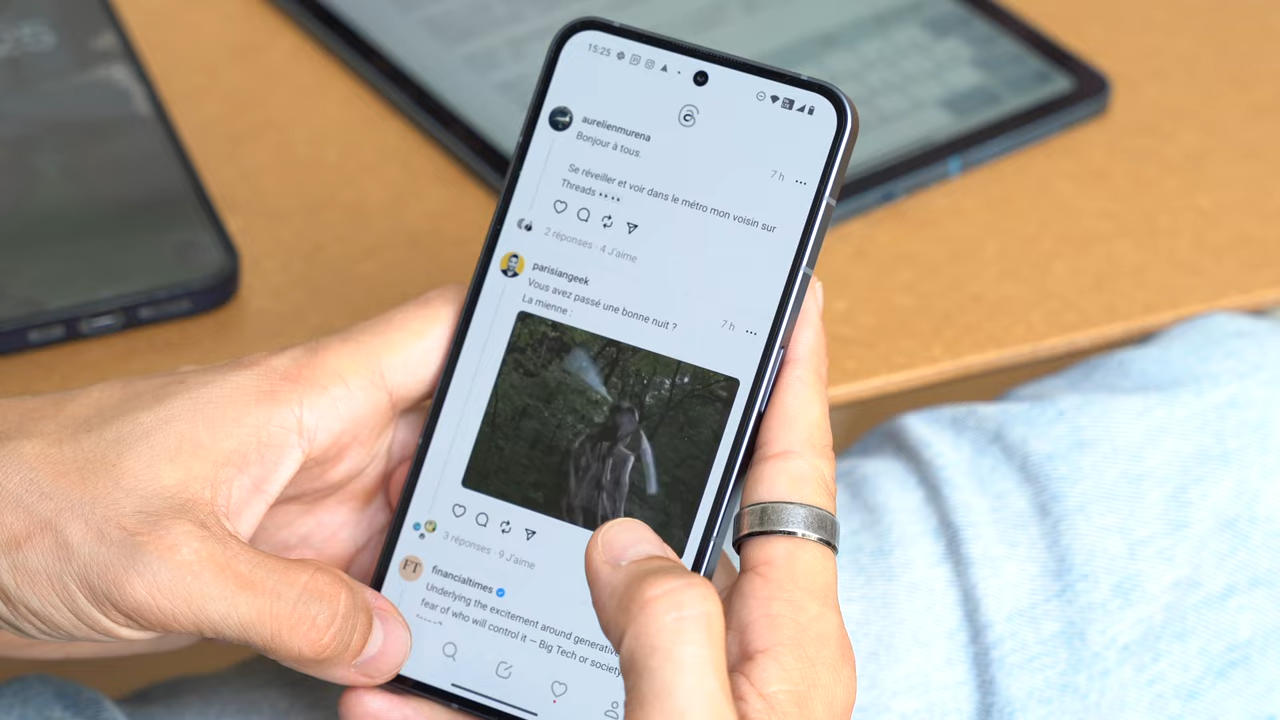 15:25
aurelienmurena
7 h
Bonjour à tous.
Se réveiller et voir dans le métro mon voisin sur
Threads 👀👀
2 réponses · 4 J'aime
parisiangeek
7 h
Vous avez passé une bonne nuit ?
La mienne :
3 réponses · 9 J'aime
FT
financialtimes
Underlying the excitement around generative
fear of who will control it — Big Tech or society